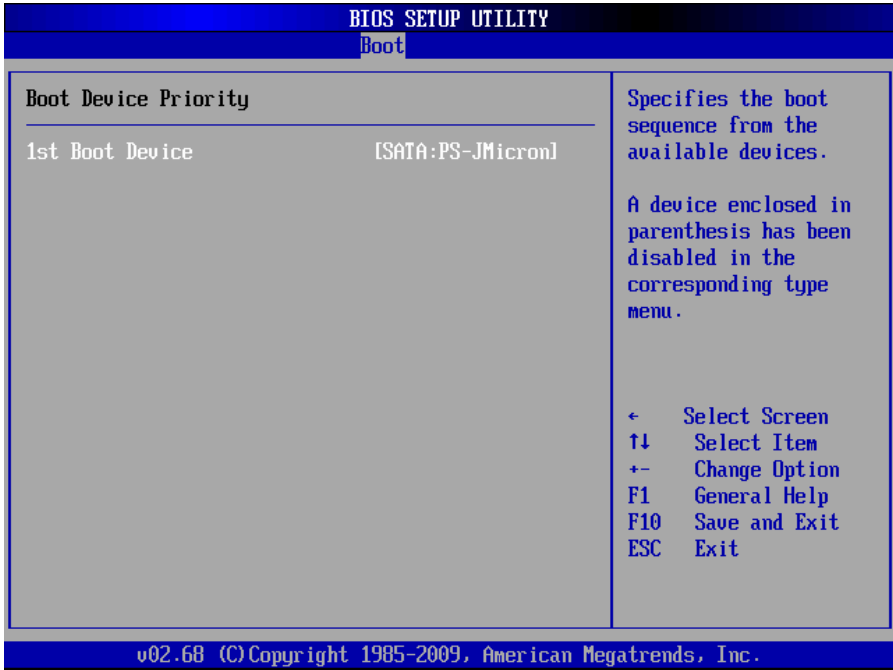 BIOS SETUP UTILITY
Boot
Boot Device Priority
1st Boot Device [SATA:PS-JMicron]
Specifies the boot
sequence from the
available devices.
A device enclosed in
parenthesis has been
disabled in the
corresponding type
menu.
← Select Screen
↑↓ Select Item
+- Change Option
F1 General Help
F10 Save and Exit
ESC Exit
v02.68 (C)Copyright 1985-2009, American Megatrends, Inc.